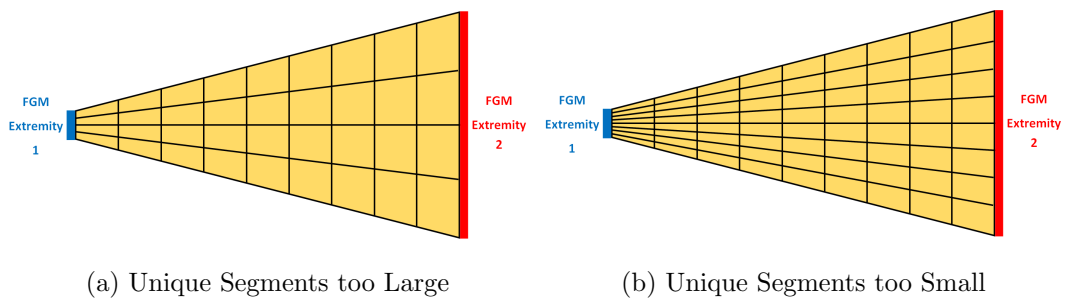 FGM
Extremity
1
FGM
Extremity
2
(a) Unique Segments too Large
FGM
Extremity
1
FGM
Extremity
2
(b) Unique Segments too Small